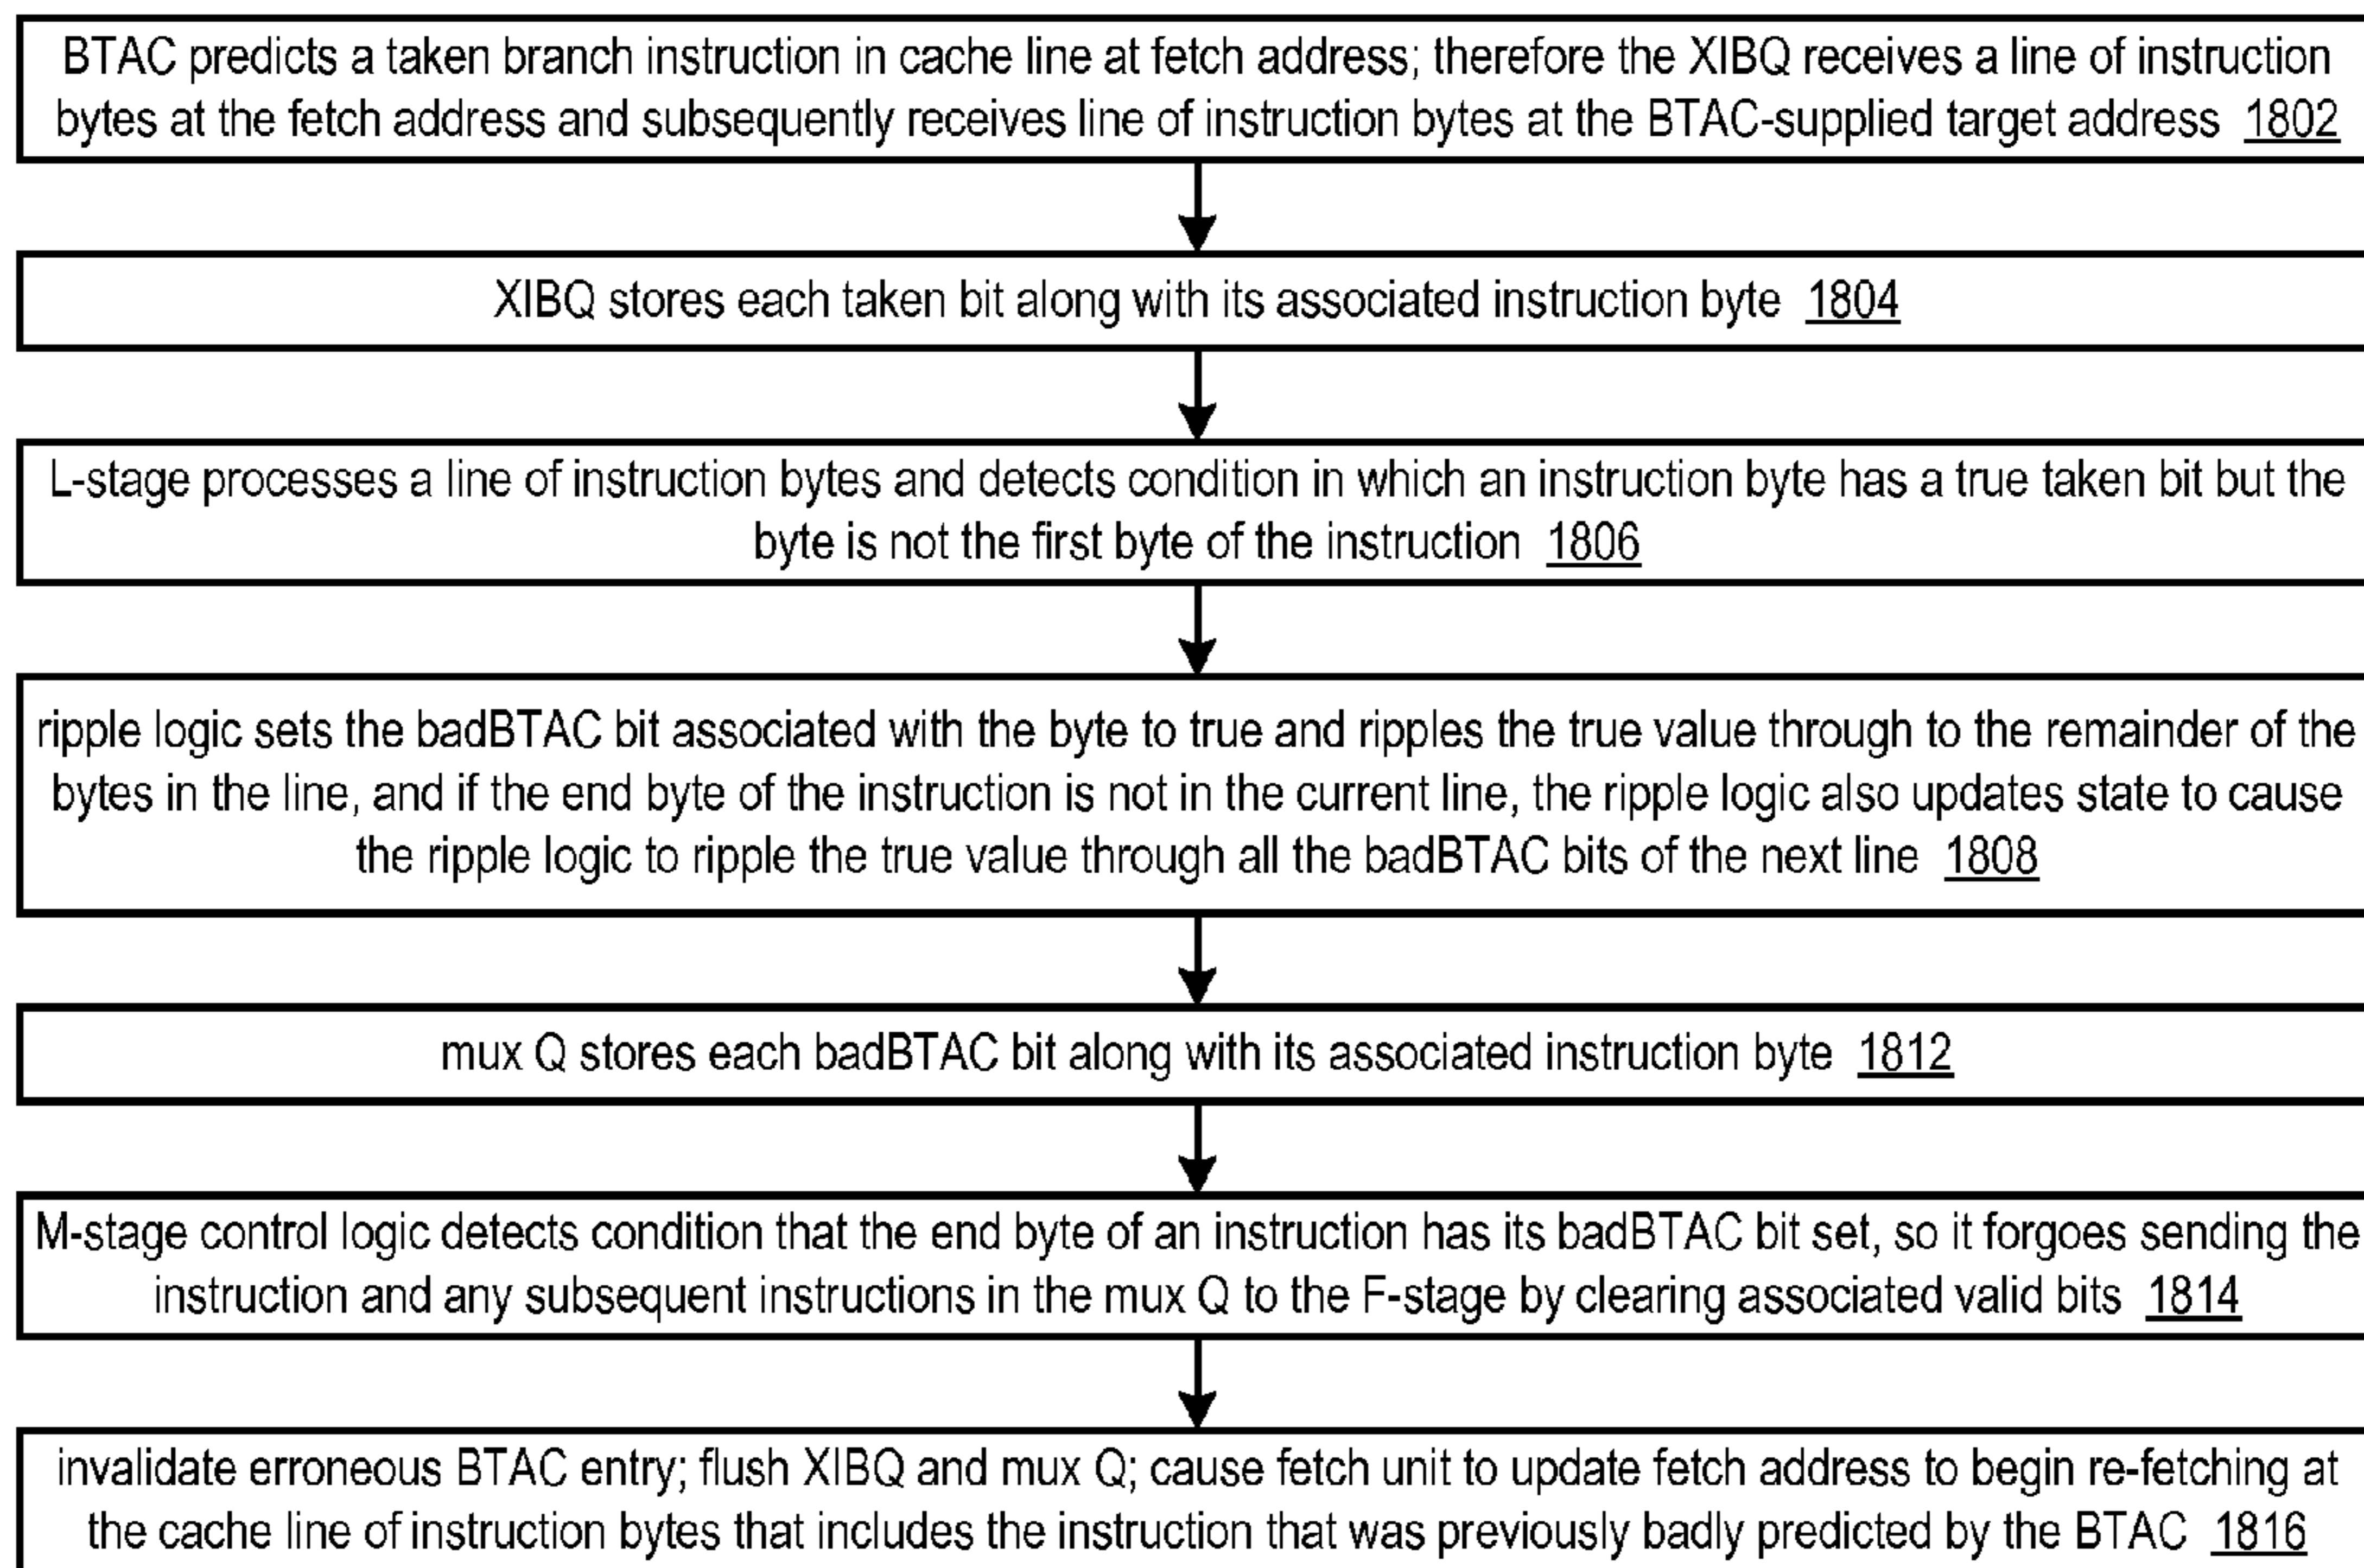 BTAC predicts a taken branch instruction in cache line at fetch address; therefore the XIBQ receives a line of instruction
bytes at the fetch address and subsequently receives line of instruction bytes at the BTAC-supplied target address 1802
XIBQ stores each taken bit along with its associated instruction byte 1804
L-stage processes a line of instruction bytes and detects condition in which an instruction byte has a true taken bit but the
byte is not the first byte of the instruction 1806
ripple logic sets the badBTAC bit associated with the byte to true and ripples the true value through to the remainder of the
bytes in the line, and if the end byte of the instruction is not in the current line, the ripple logic also updates state to cause
the ripple logic to ripple the true value through all the badBTAC bits of the next line 1808
mux Q stores each badBTAC bit along with its associated instruction byte 1812
M-stage control logic detects condition that the end byte of an instruction has its badBTAC bit set, so it forgoes sending the
instruction and any subsequent instructions in the mux Q to the F-stage by clearing associated valid bits 1814
invalidate erroneous BTAC entry; flush XIBQ and mux Q; cause fetch unit to update fetch address to begin re-fetching at
the cache line of instruction bytes that includes the instruction that was previously badly predicted by the BTAC 1816